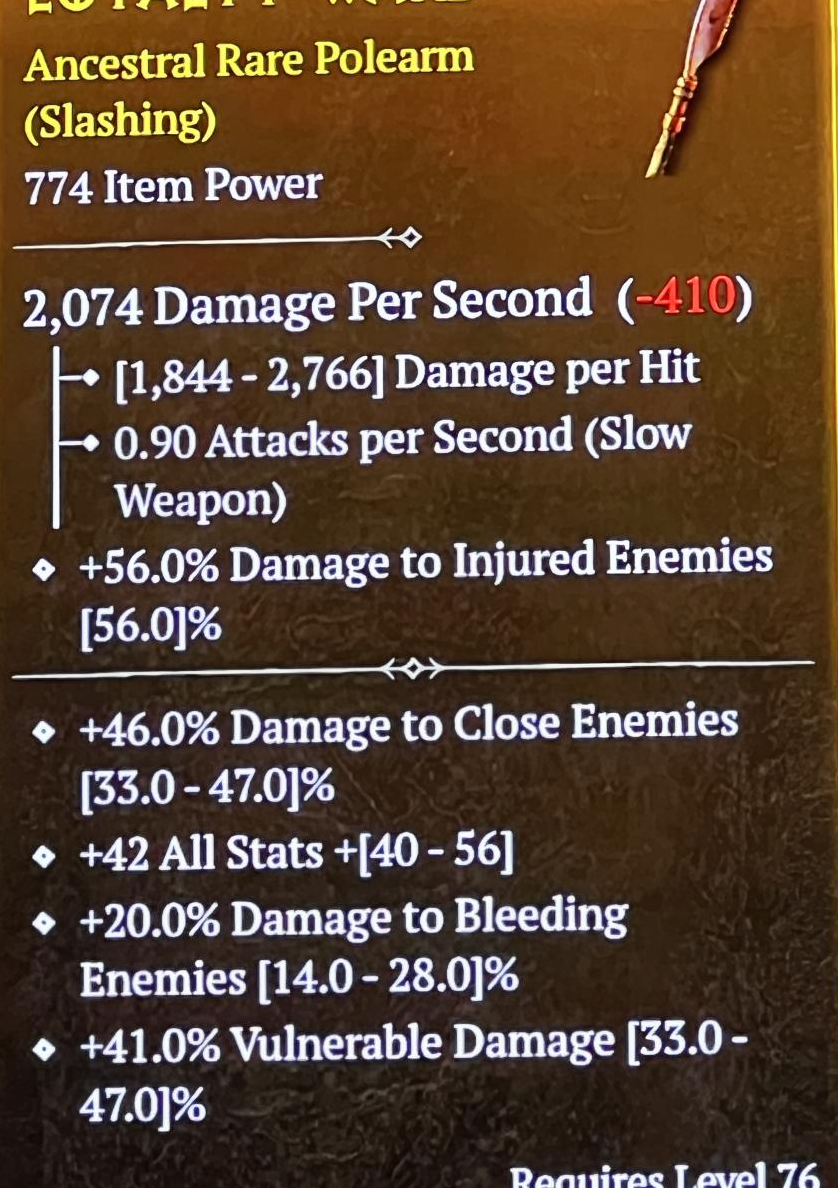 Ancestral Rare Polearm
(Slashing)
774 Item Power
2,074 Damage Per Second (-410)
[1,844 - 2,766] Damage per Hit
0.90 Attacks per Second (Slow
Weapon)
+56.0% Damage to Injured Enemies
[56.0]%
+46.0% Damage to Close Enemies
[33.0 - 47.0]%
+42 All Stats +[40 - 56]
+20.0% Damage to Bleeding
Enemies [14.0 - 28.0]%
+41.0% Vulnerable Damage [33.0 -
47.0]%
Requires Level 76